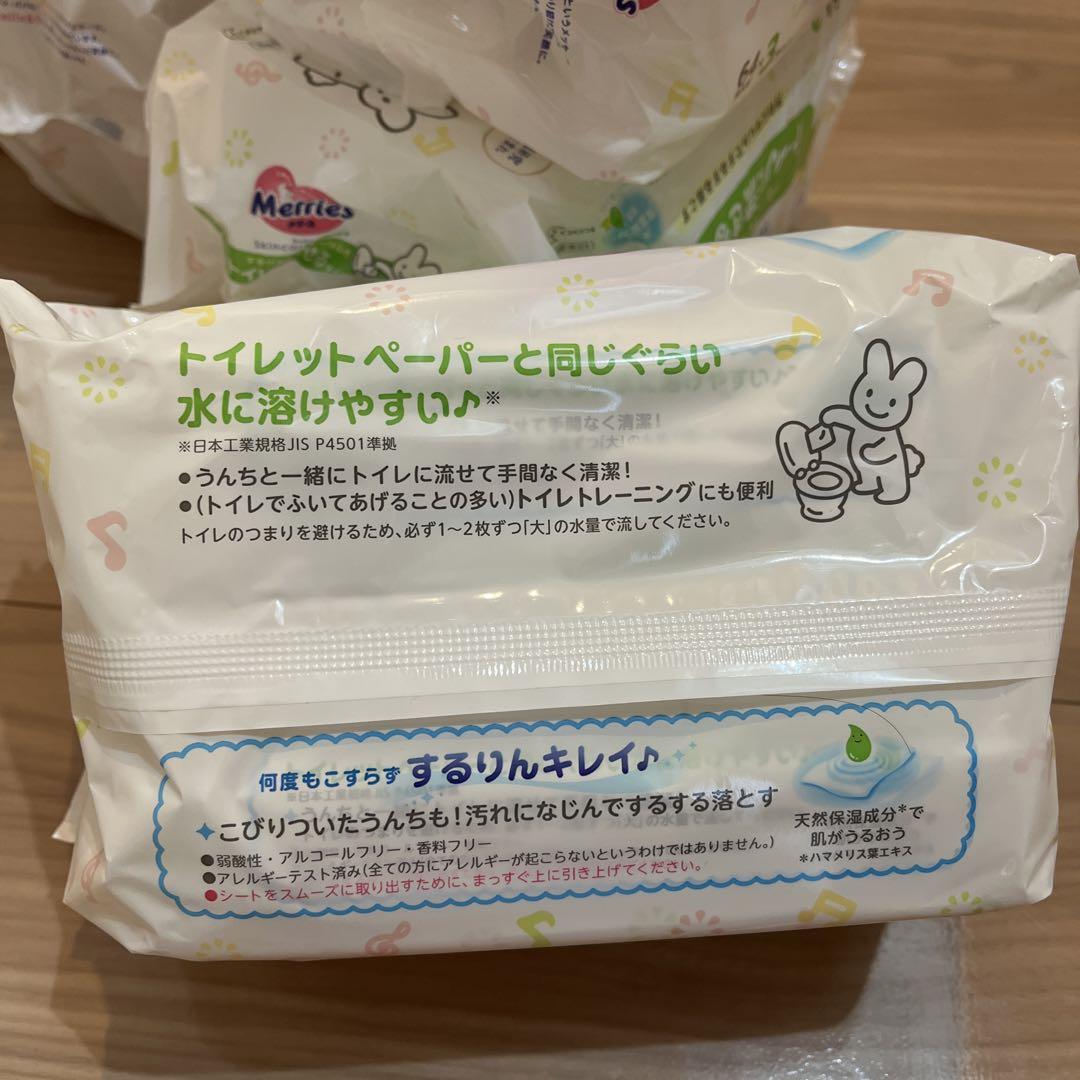 Merries
メリーズ
トイレットペーパーと同じぐらい
水に溶けやすい♪※
※日本工業規格JIS P4501準拠
●うんちと一緒にトイレに流せて手間なく清潔！
●(トイレでふいてあげることの多い)トイレトレーニングにも便利
トイレのつまりを避けるため、必ず1～2枚ずつ「大」の水量で流してください。
何度もこすらず するりんキレイ♪
こびりついたうんちも！汚れになじんでするする落とす
●弱酸性・アルコールフリー・香料フリー
●アレルギーテスト済み(全ての方にアレルギーが起こらないというわけではありません。)
●シートをスムーズに取り出すために、まっすぐ上に引き上げてください。
天然保湿成分*で
肌がうるおう
*ハマメリス葉エキス